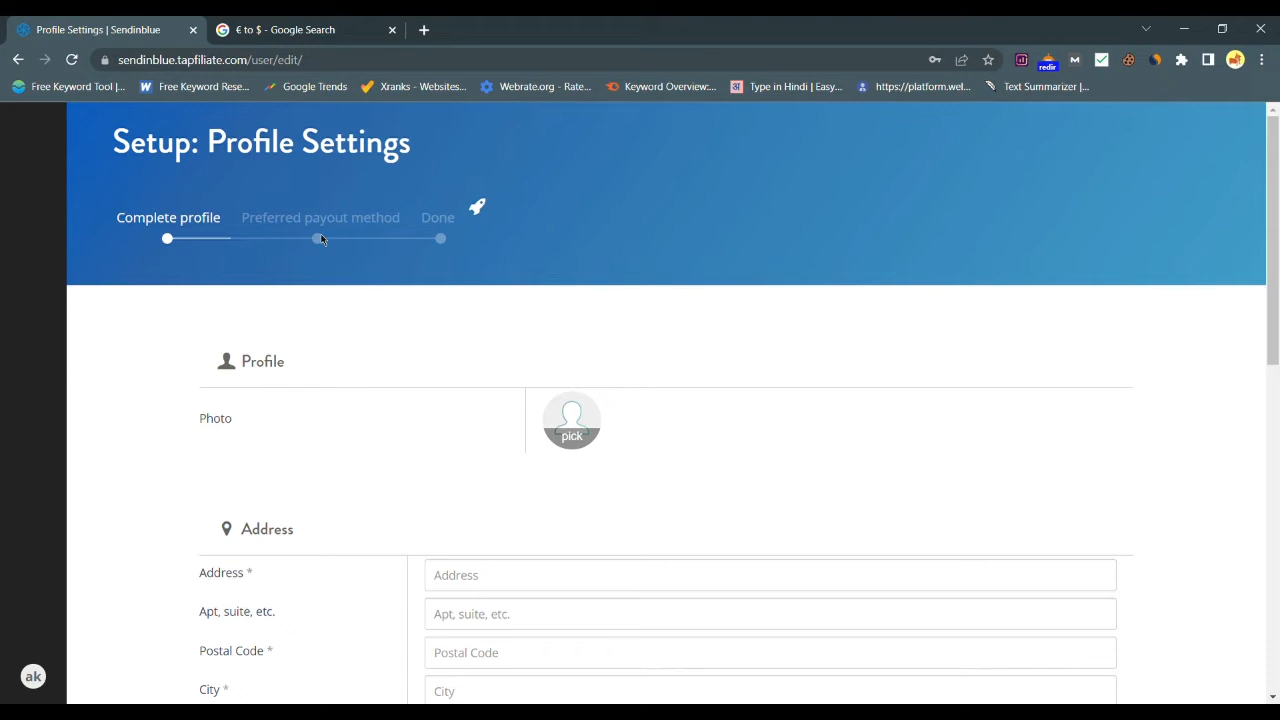 Profile Settings | Sendinblue
€ to $ - Google Search
sendinblue.tapfiliate.com/user/edit/
redir
Free Keyword Tool |...
Free Keyword Rese...
Google Trends
Xranks - Websites...
Webrate.org - Rate...
Keyword Overview:...
Type in Hindi | Easy...
https://platform.wel...
Text Summarizer |...
Setup: Profile Settings
Complete profile
Preferred payout method
Done
Profile
Photo
pick
Address
Address *
Address
Apt, suite, etc.
Apt, suite, etc.
Postal Code *
Postal Code
City *
City
ak